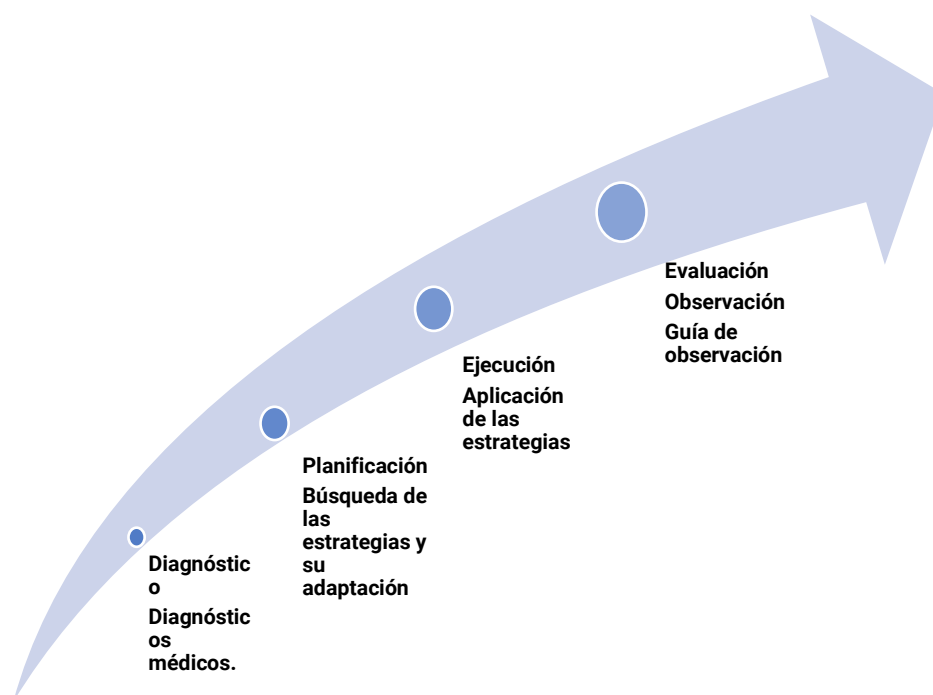 Diagnóstic
o
Diagnóstic
os
médicos.
Planificación
Búsqueda de
las
estrategias y
su
adaptación
Ejecución
Aplicación
de las
estrategias
Evaluación
Observación
Guía de
observación